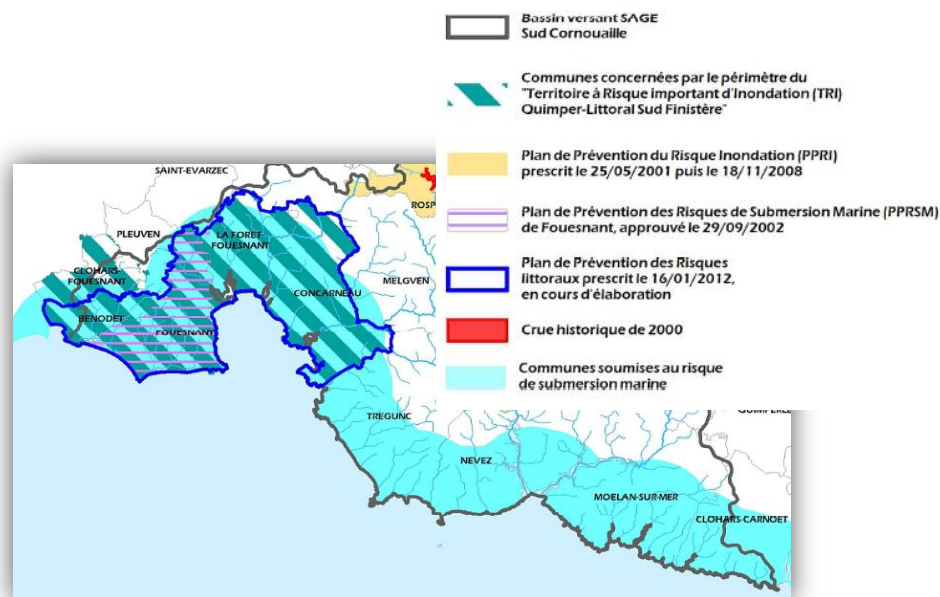 Bassin versant SAGE
Sud Cornouaille
Communes concernées par le périmètre du
"Territoire à Risque important d'Inondation (TRI)
Quimper-Littoral Sud Finistère"
Plan de Prévention du Risque Inondation (PPRI)
prescrit le 25/05/2001 puis le 18/11/2008
Plan de Prévention des Risques de Submersion Marine (PPRSM)
de Fouesnant, approuvé le 29/09/2002
Plan de Prévention des Risques
littoraux prescrit le 16/01/2012,
en cours d'élaboration
Crue historique de 2000
Communes soumises au risque
de submersion marine
SAINT-EVARZEC
ROSP
PLEUVEN
LA FORET-
FOUESNANT
CLOHARS-
FOUESNANT
MELGVEN
CONCARNEAU
BENODET
FOUESNANT
TREGUNC
NEVEZ
MOELAN-SUR-MER
CLOHARS-CARNOET